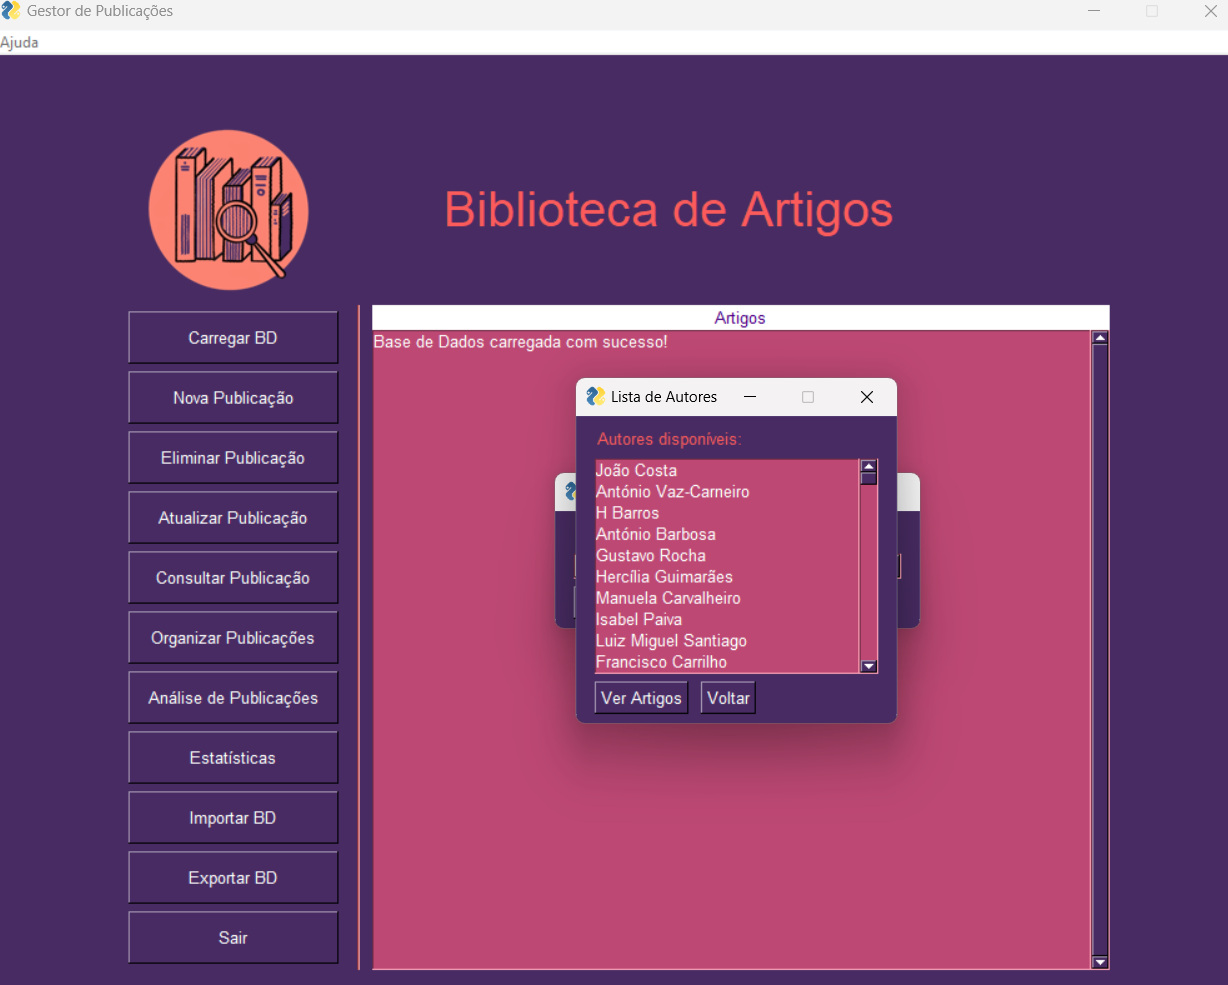 Gestor de Publicações
Ajuda
Biblioteca de Artigos
Carregar BD
Nova Publicação
Eliminar Publicação
Atualizar Publicação
Consultar Publicação
Organizar Publicações
Análise de Publicações
Estatísticas
Importar BD
Exportar BD
Sair
Artigos
Base de Dados carregada com sucesso!
Lista de Autores
Autores disponíveis:
João Costa
António Vaz-Carneiro
H Barros
António Barbosa
Gustavo Rocha
Hercília Guimarães
Manuela Carvalheiro
Isabel Paiva
Luiz Miguel Santiago
Francisco Carrilho
Ver Artigos
Voltar